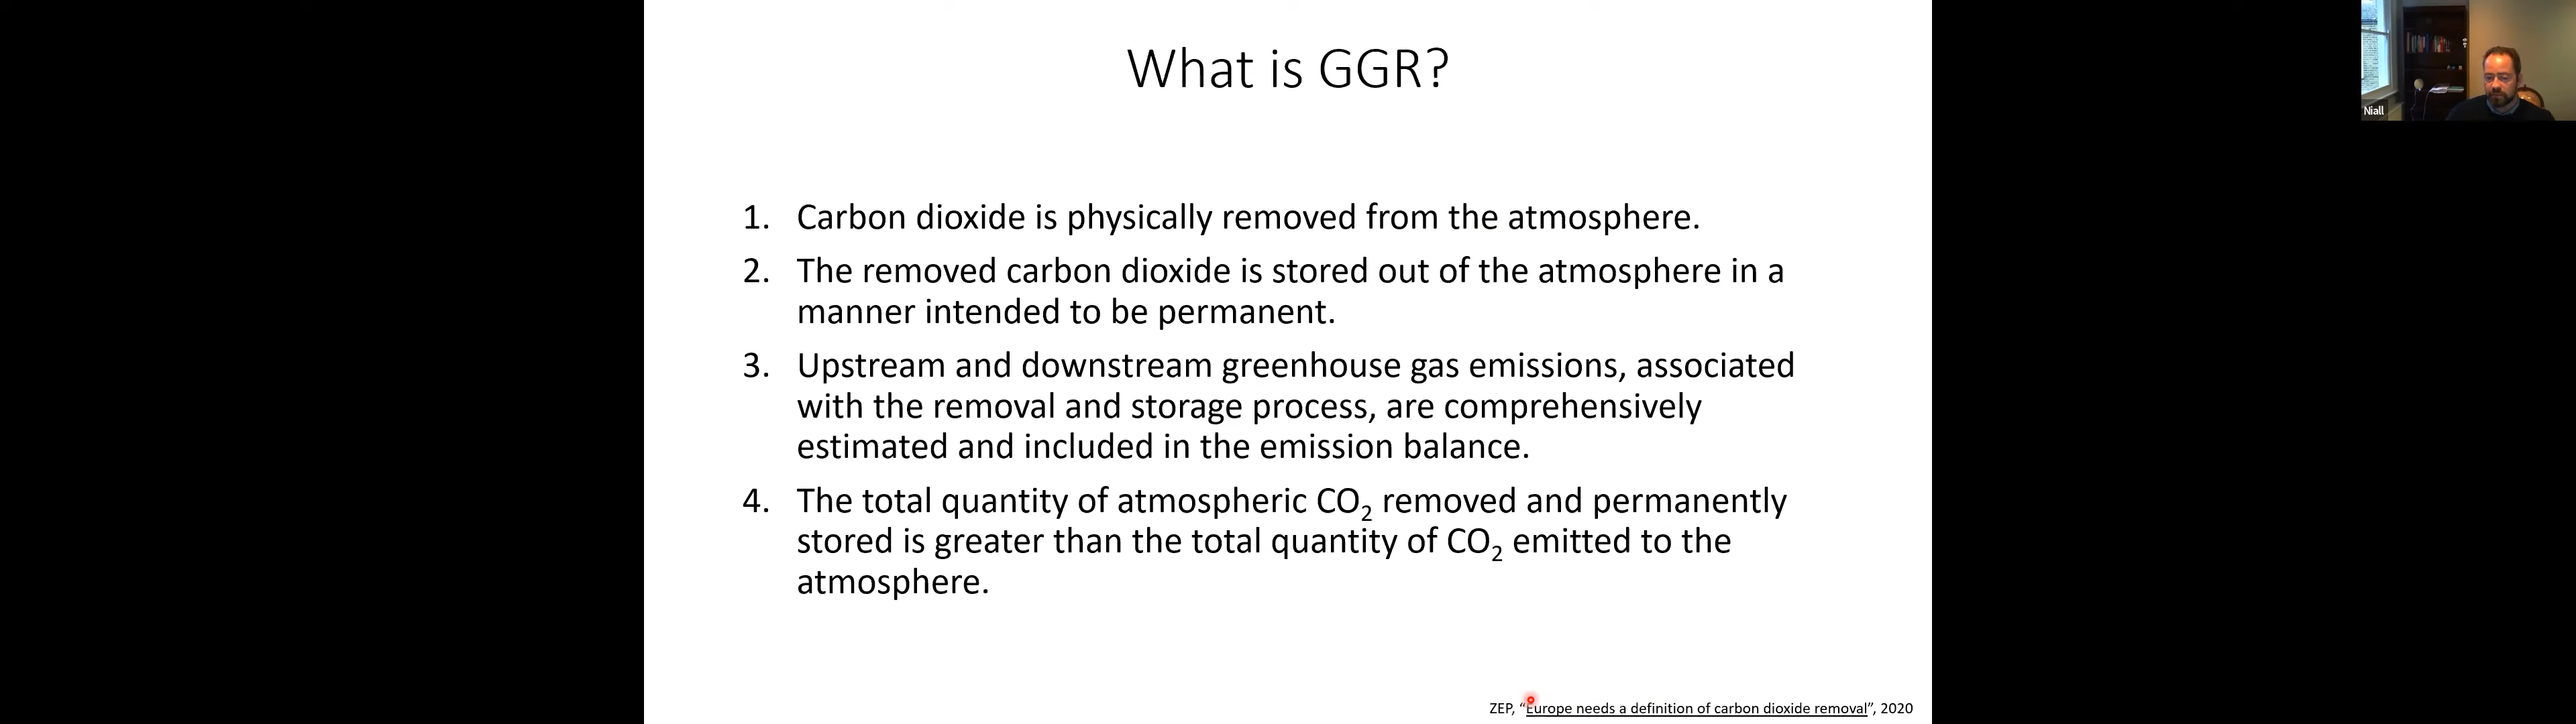 What is GGR?
Niall
1. Carbon dioxide is physically removed from the atmosphere.
2. The removed carbon dioxide is stored out of the atmosphere in a
manner intended to be permanent.
3. Upstream and downstream greenhouse gas emissions, associated
with the removal and storage process, are comprehensively
estimated and included in the emission balance.
4. The total quantity of atmospheric CO₂ removed and permanently
stored is greater than the total quantity of CO₂ emitted to the
atmosphere.
ZEP, “Europe needs a definition of carbon dioxide removal”, 2020